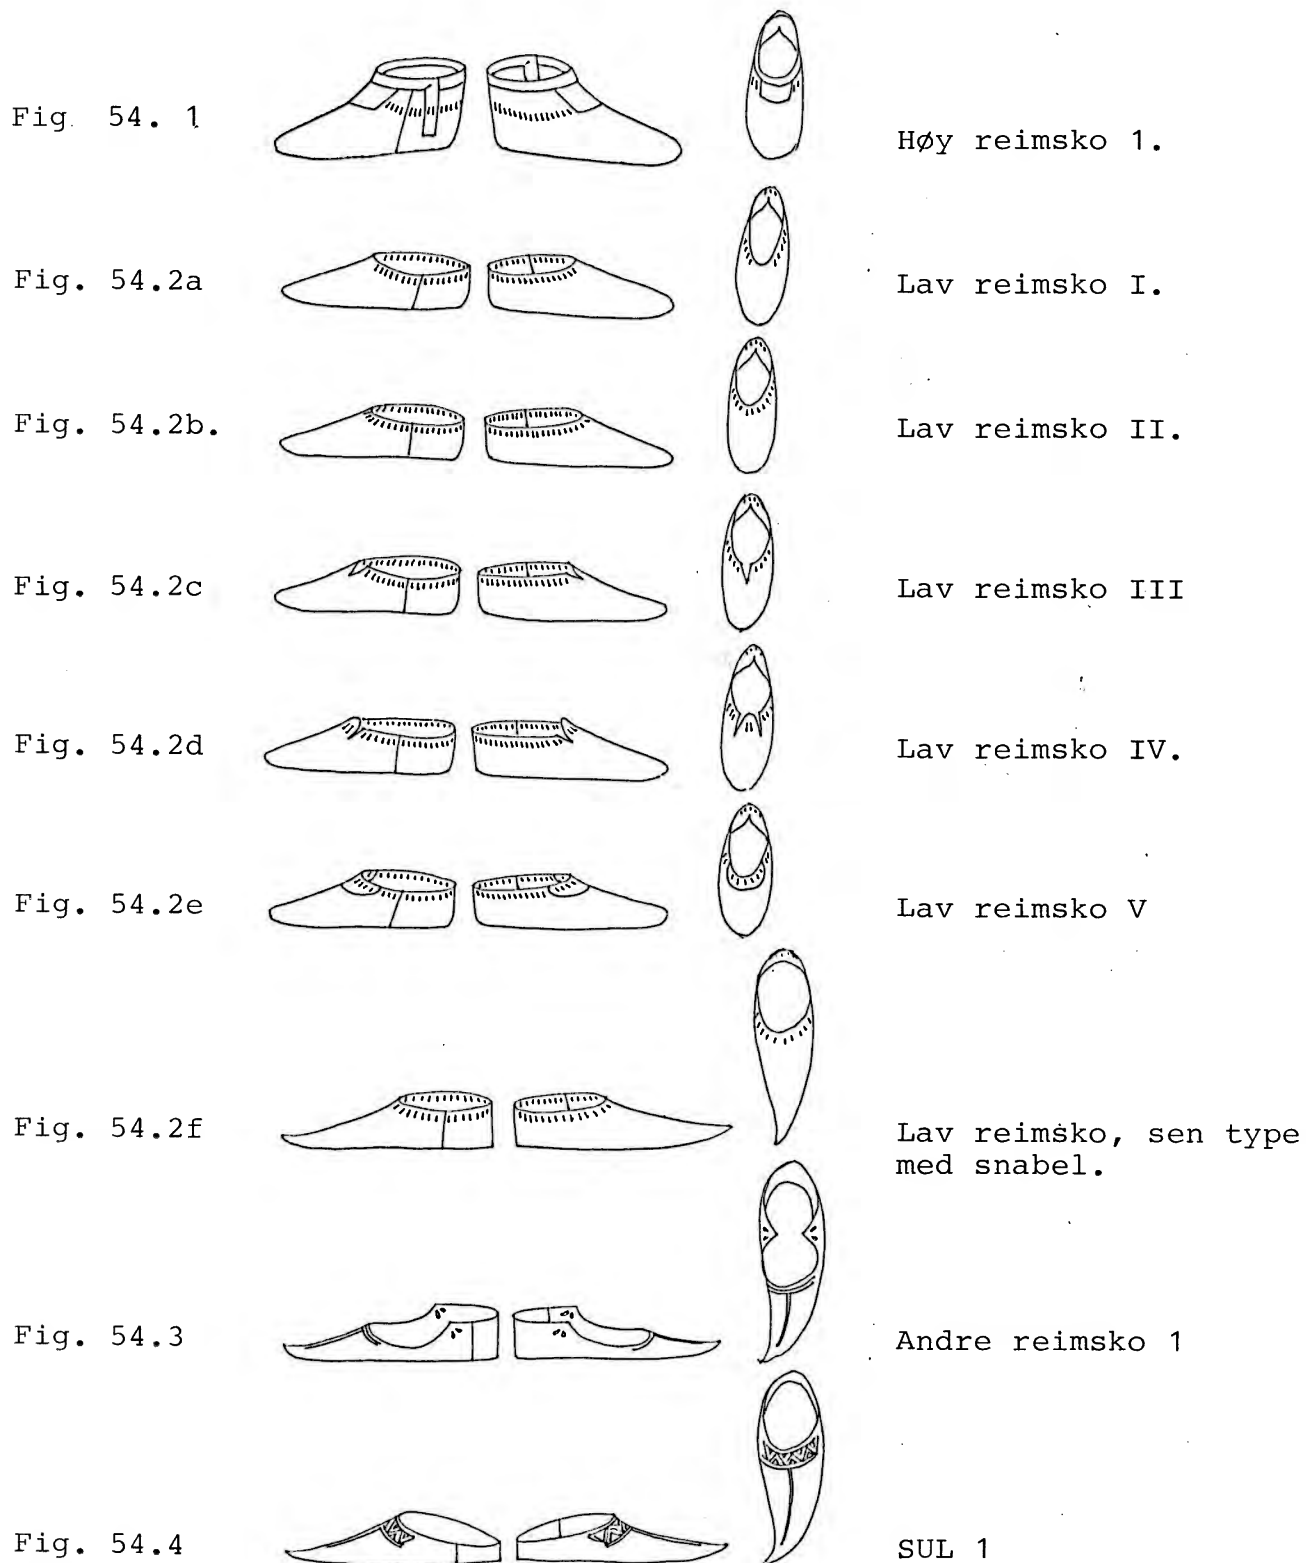 Fig. 54. 1 Høy reimsko 1.
Fig. 54.2a Lav reimsko I.
Fig. 54.2b. Lav reimsko II.
Fig. 54.2c Lav reimsko III
Fig. 54.2d Lav reimsko IV.
Fig. 54.2e Lav reimsko V
Fig. 54.2f Lav reimsko, sen type
med snabel.
Fig. 54.3 Andre reimsko 1
Fig. 54.4 SUL 1